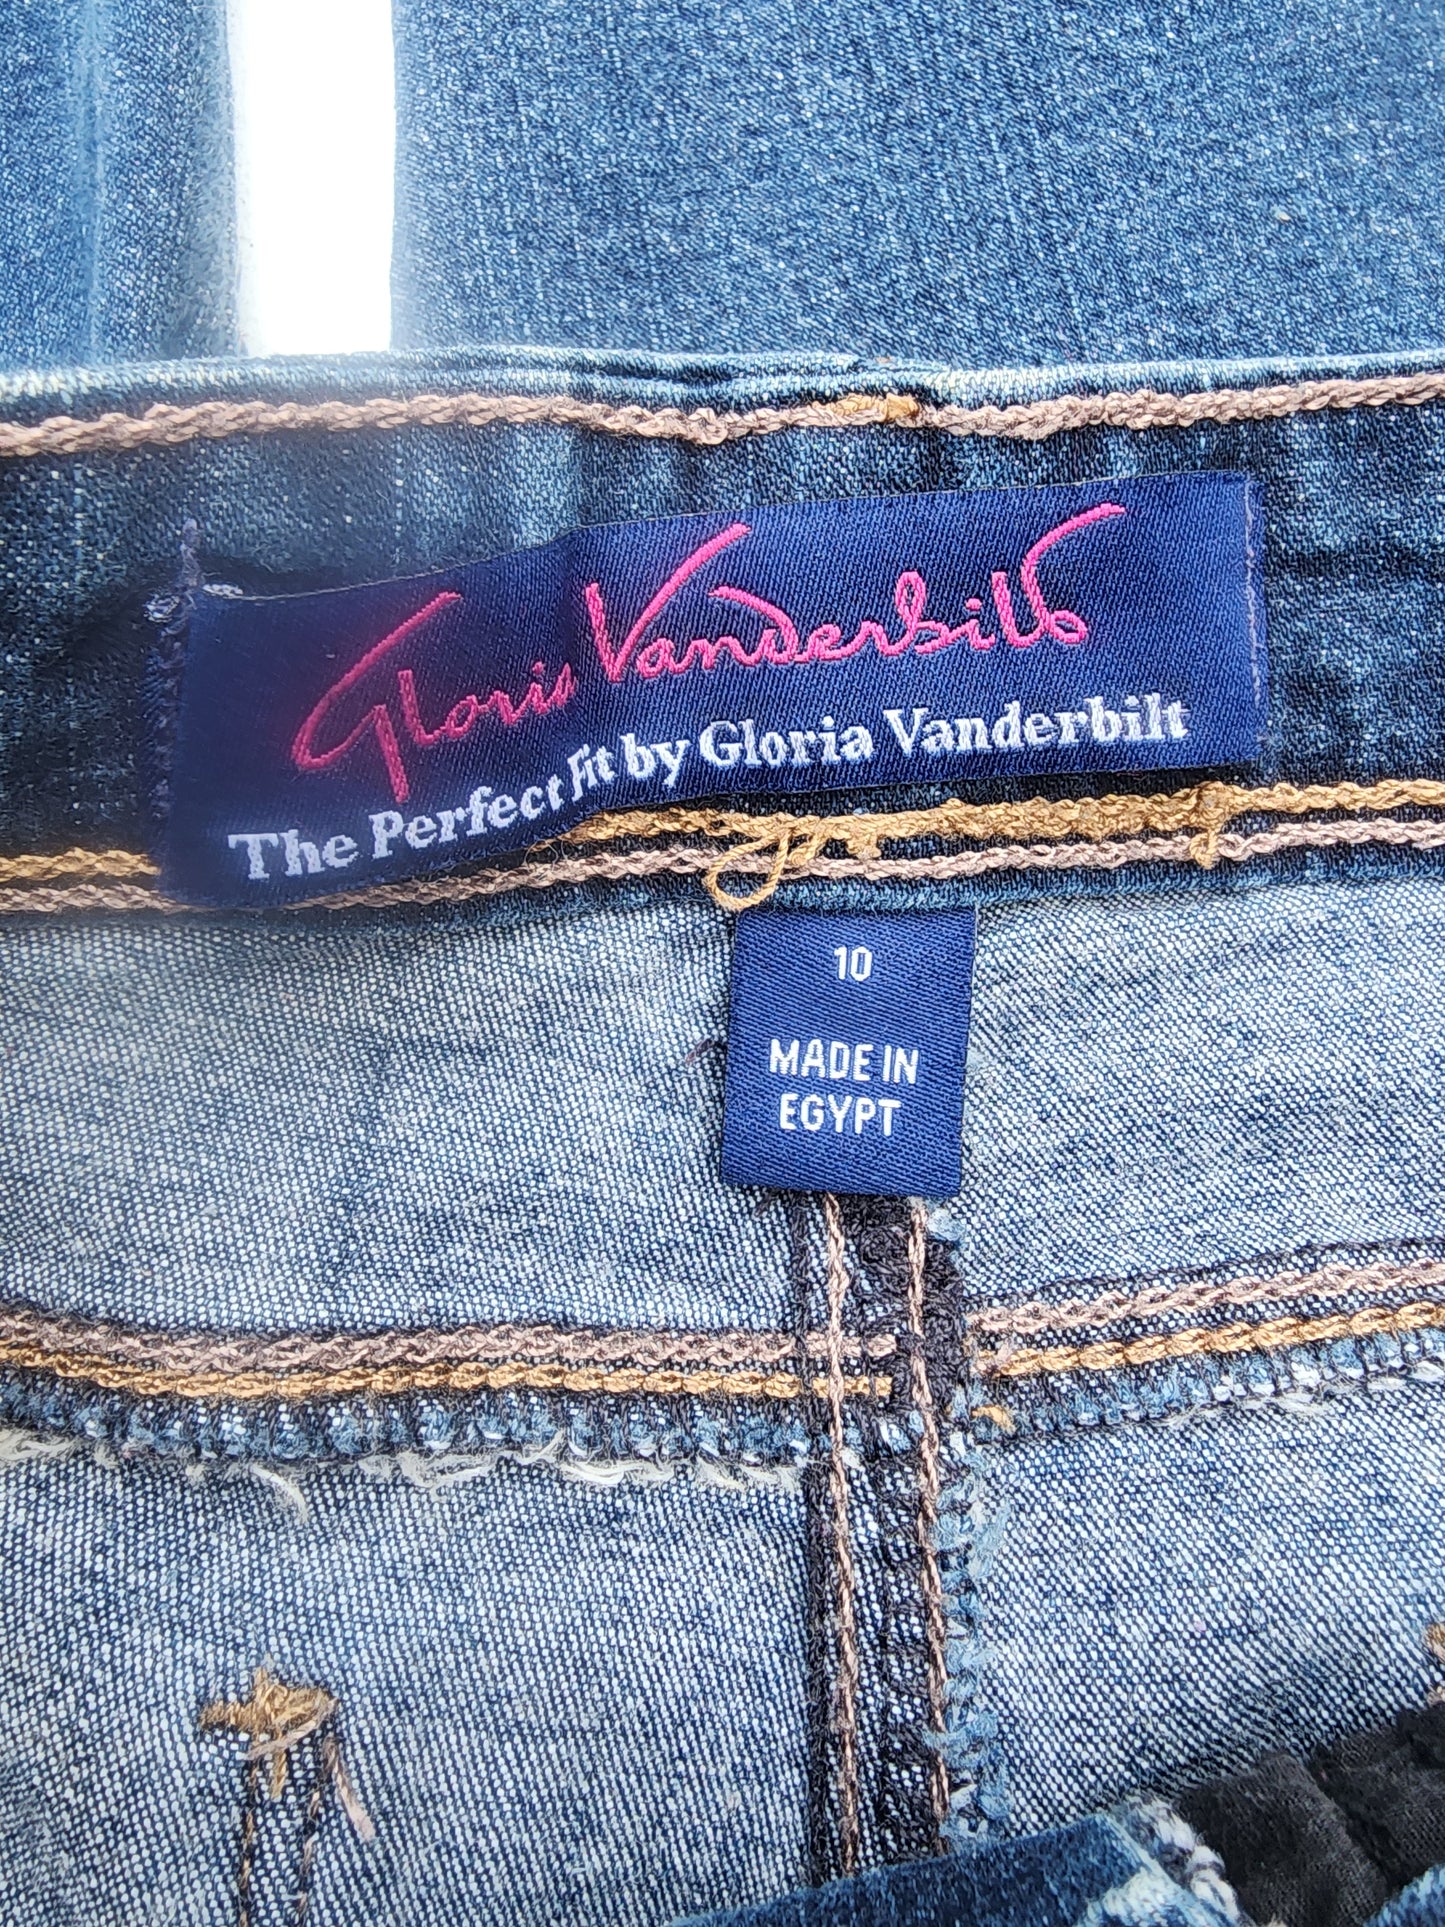 Gloria Vanderbilt
The Perfect Fit by Gloria Vanderbilt
10
MADE IN
EGYPT